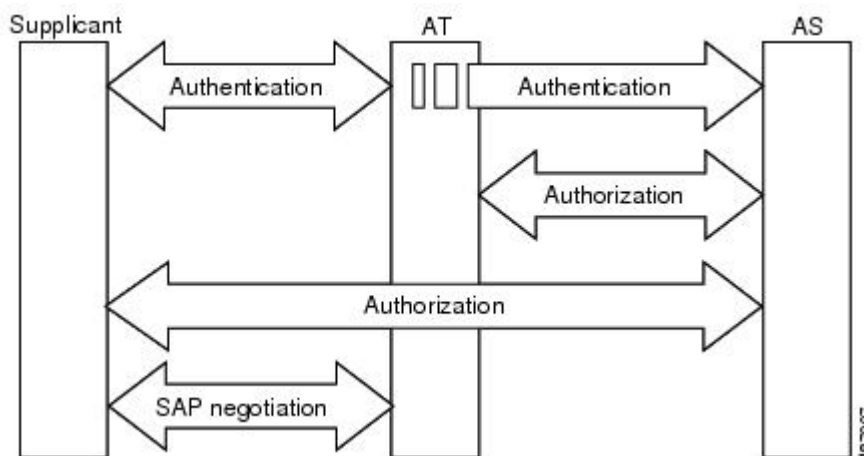 Supplicant
AT
AS
Authentication
Authentication
Authorization
Authorization
SAP negotiation